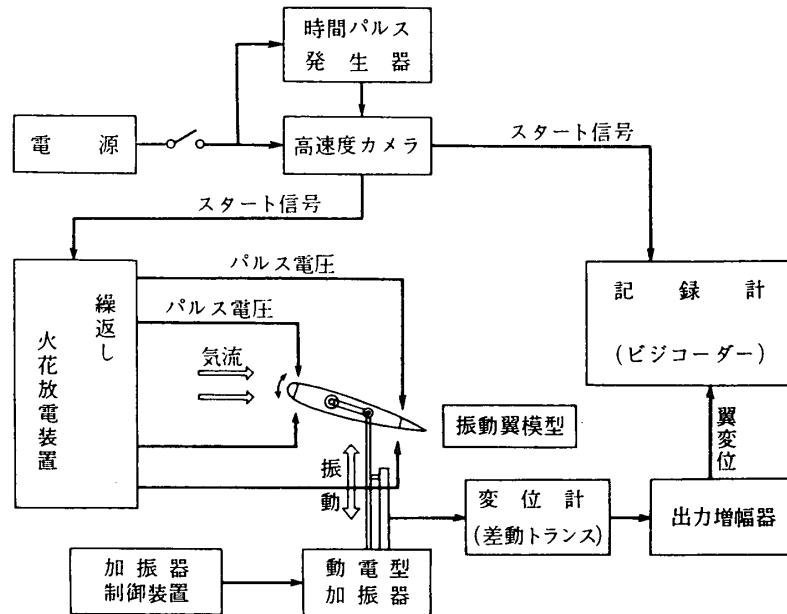 時間パルス
発生器
電源
高速度カメラ
スタート信号
スタート信号
繰返し
火花放電装置
パルス電圧
パルス電圧
気流
記録計
(ビジコーダー)
振動翼模型
翼変位
振動
変位計
(差動トランス)
出力増幅器
加振器
制御装置
動電型
加振器